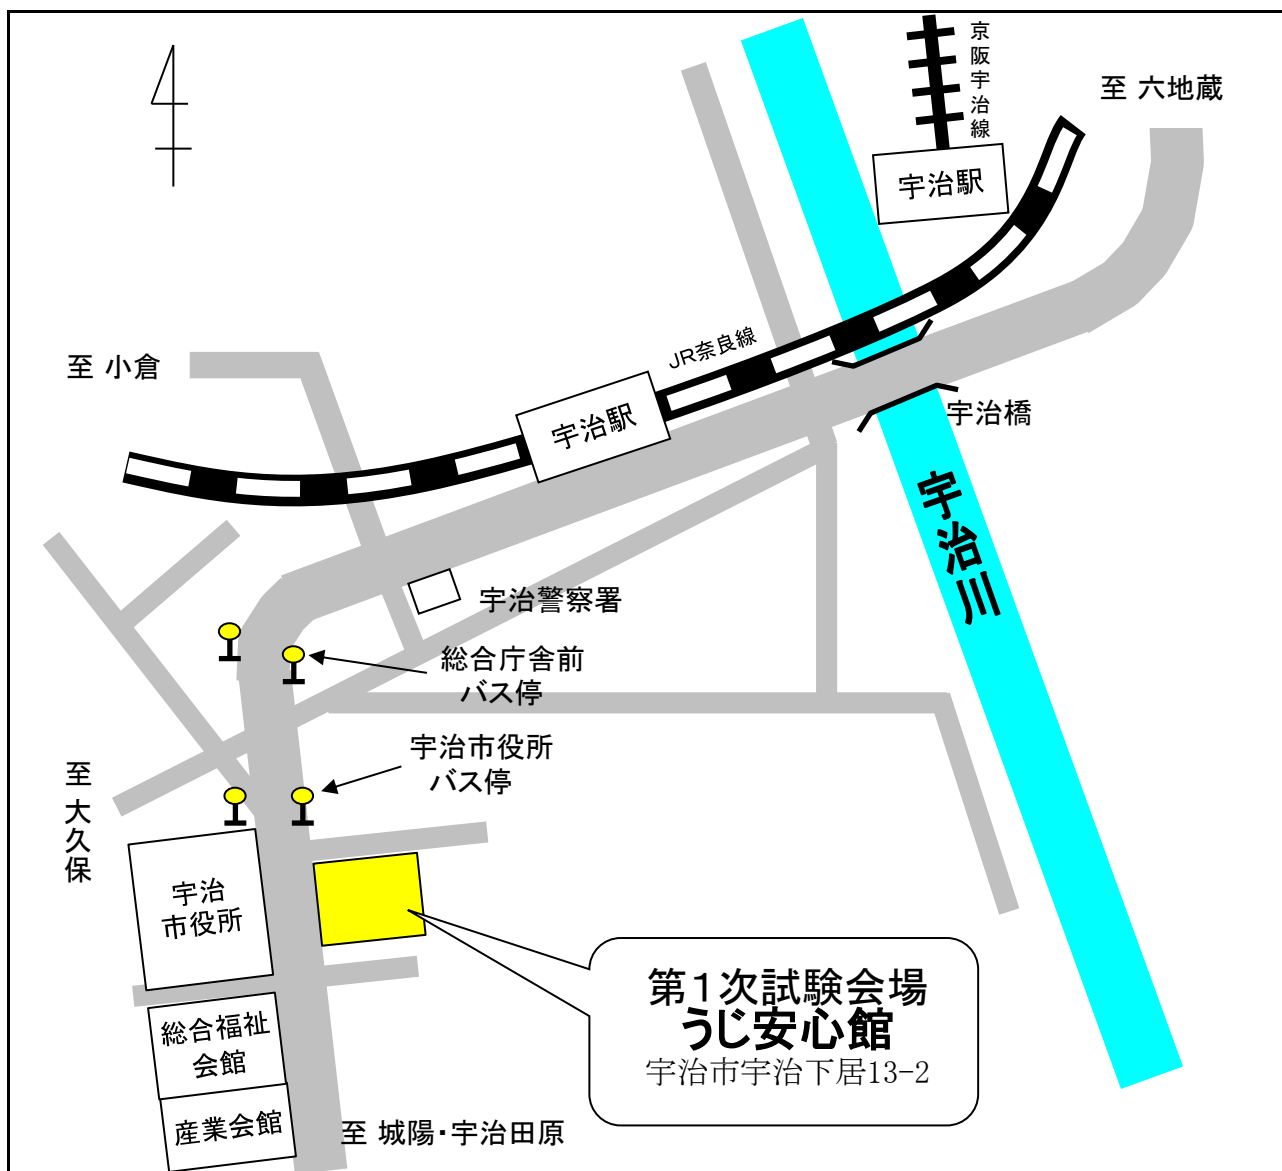 京阪宇治線
至 六地蔵
宇治駅
JR奈良線
至 小倉
宇治駅
宇治橋
宇治川
宇治警察署
総合庁舎前
バス停
宇治市役所
バス停
至 大久保
宇治
市役所
第1次試験会場
うじ安心館
宇治市宇治下居13-2
総合福祉
会館
産業会館
至 城陽・宇治田原